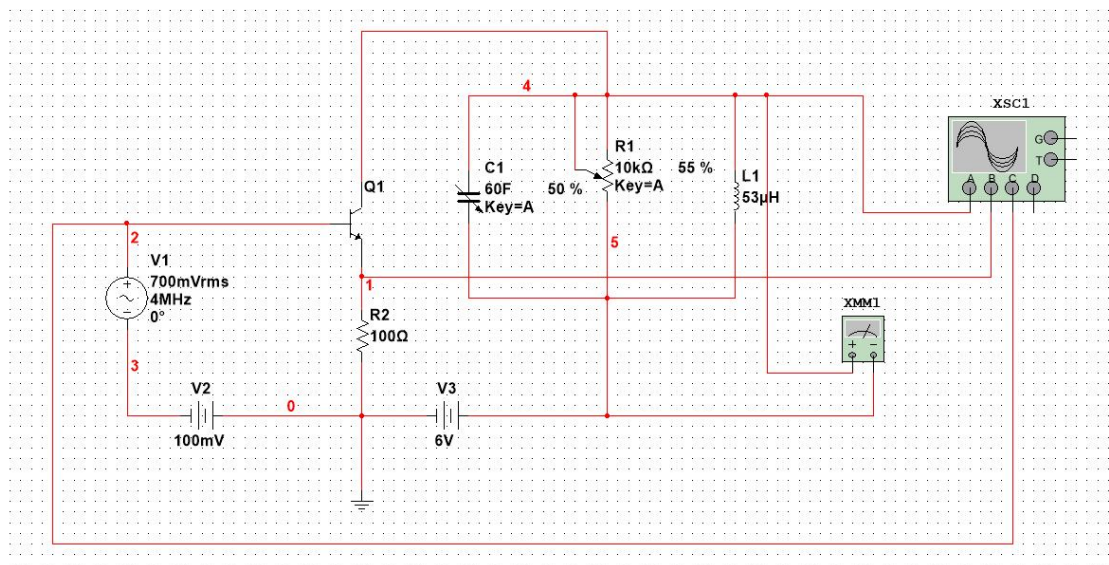 4
XSC1
G
T
A
B
C
D
Q1
C1
60F
Key=A
50 %
R1
10kΩ
Key=A
55 %
L1
53µH
5
2
V1
700mVrms
4MHz
0°
1
R2
100Ω
XMM1
3
V2
100mV
0
V3
6V